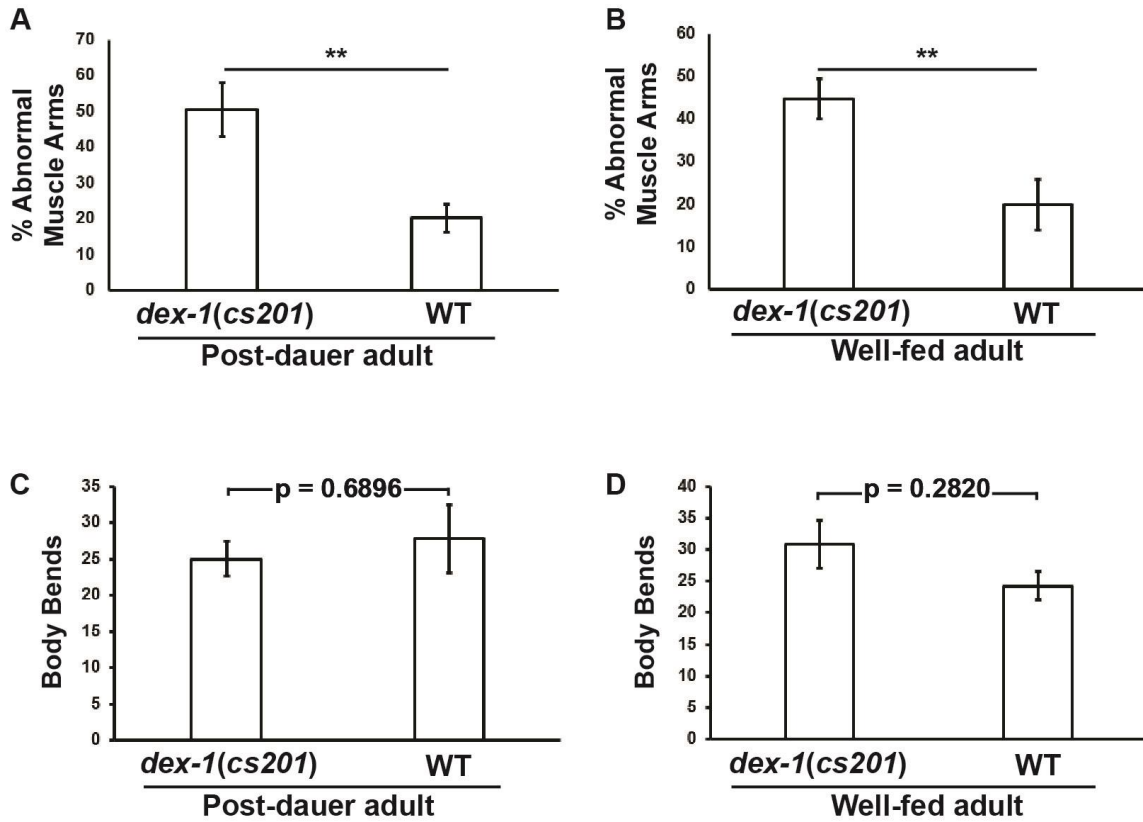 A
% Abnormal
Muscle Arms
70
60
50
40
30
20
10
0
**
dex-1(cs201)
WT
Post-dauer adult
B
% Abnormal
Muscle Arms
60
50
40
30
20
10
0
**
dex-1(cs201)
WT
Well-fed adult
C
Body Bends
35
30
25
20
15
10
5
0
p = 0.6896
dex-1(cs201)
WT
Post-dauer adult
D
Body Bends
40
35
30
25
20
15
10
5
0
p = 0.2820
dex-1(cs201)
WT
Well-fed adult